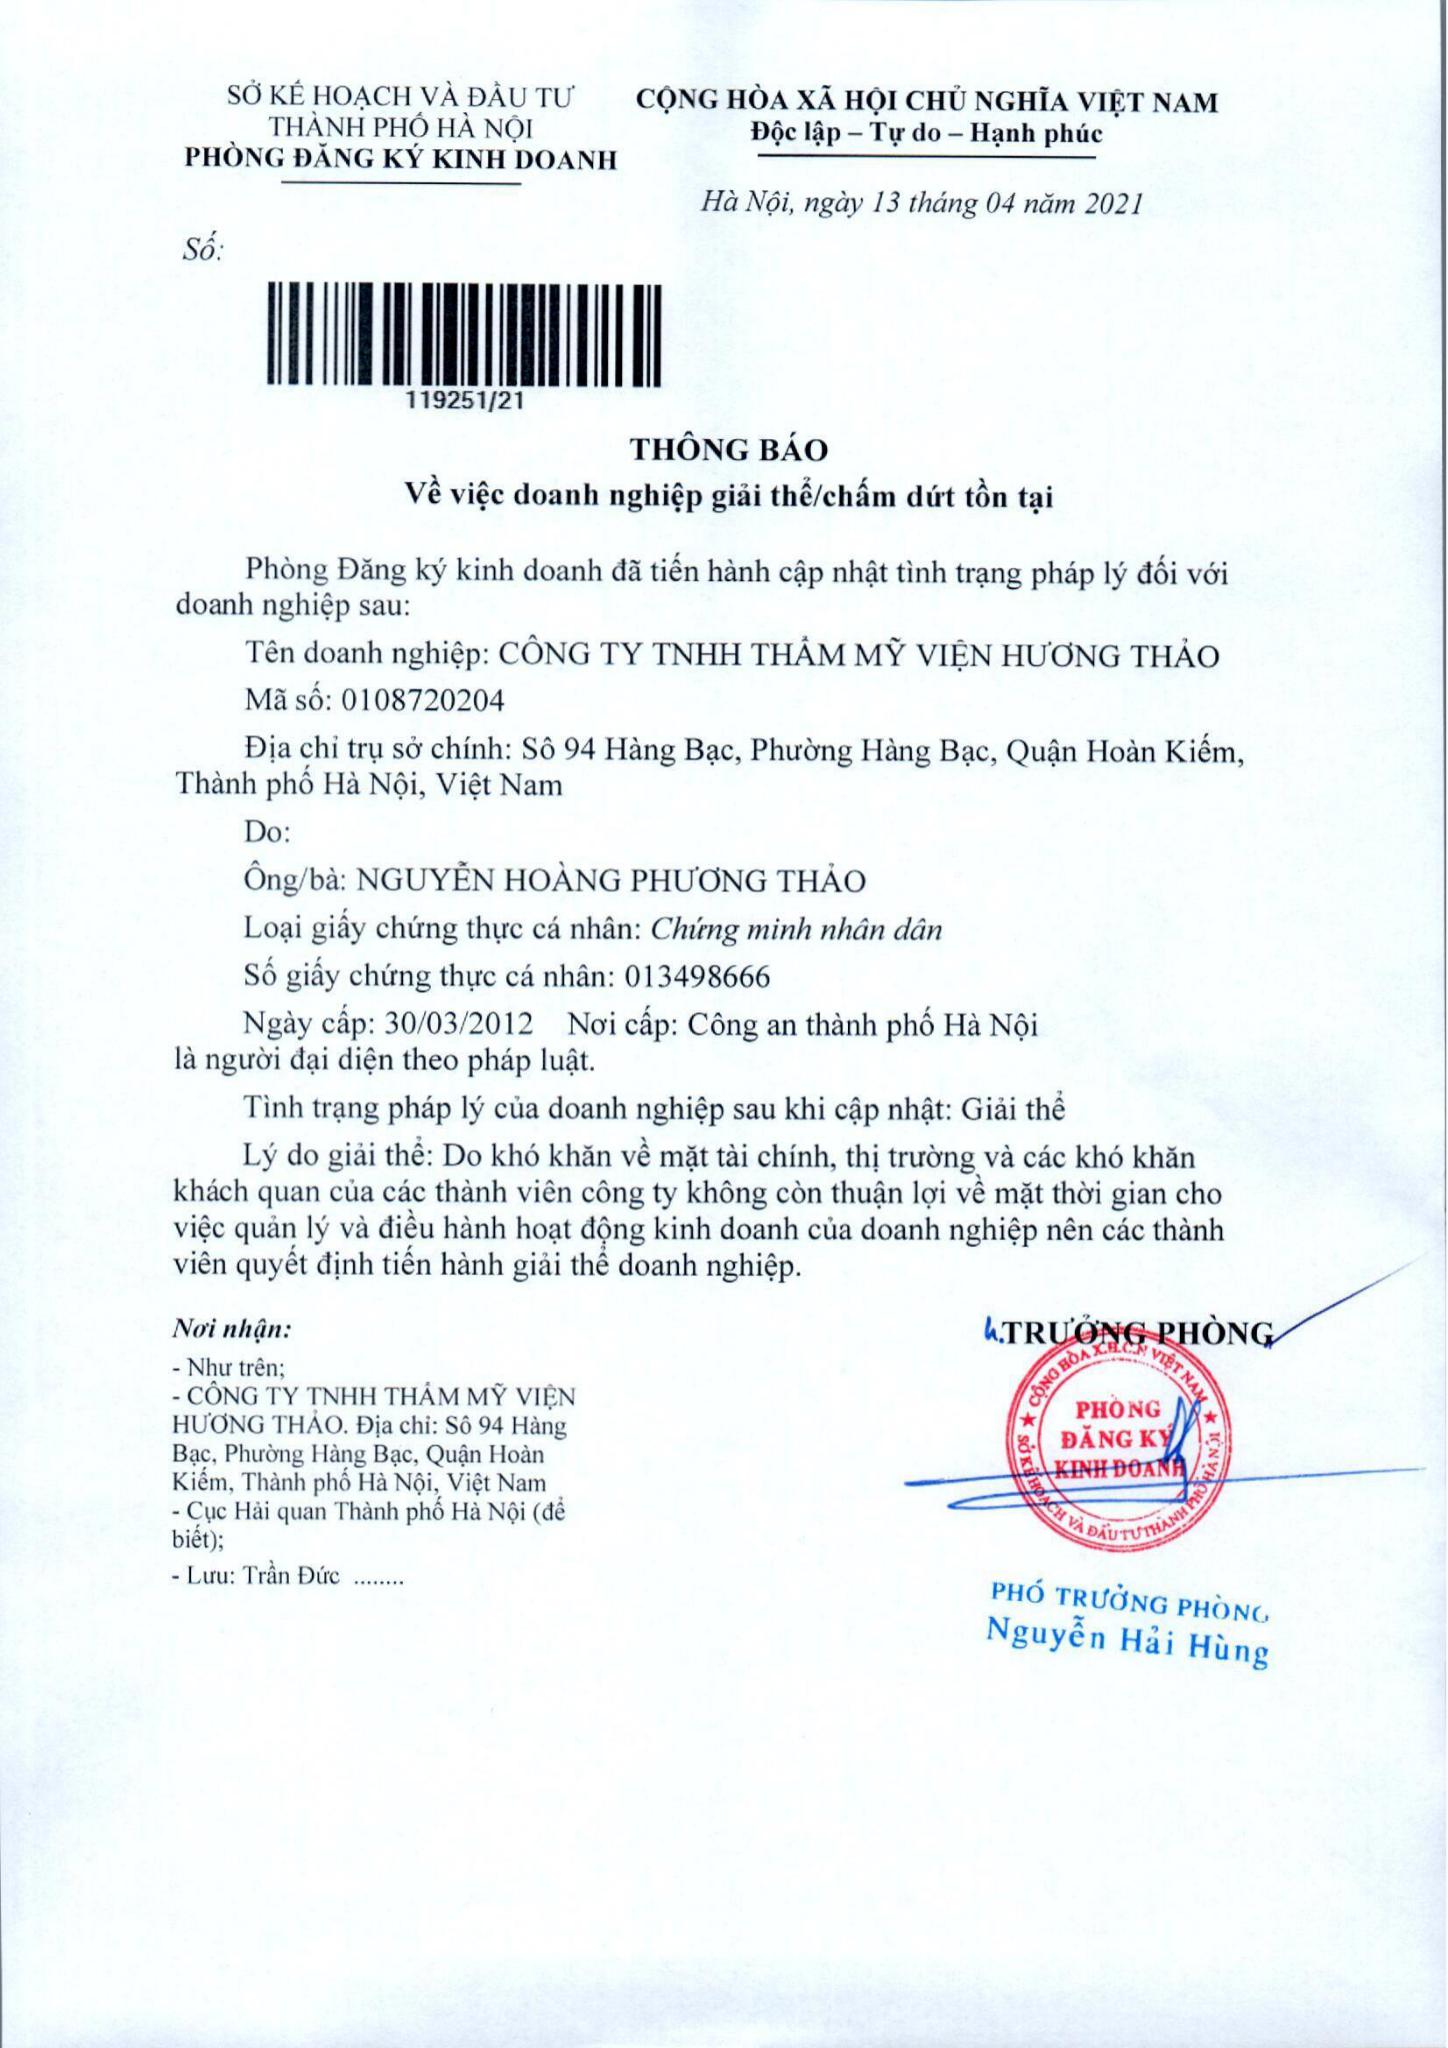 SỞ KẾ HOẠCH VÀ ĐẦU TƯ
THÀNH PHỐ HÀ NỘI
PHÒNG ĐĂNG KÝ KINH DOANH
CỘNG HÒA XÃ HỘI CHỦ NGHĨA VIỆT NAM
Độc lập – Tự do – Hạnh phúc
Hà Nội, ngày 13 tháng 04 năm 2021
Số:
119251/21
THÔNG BÁO
Về việc doanh nghiệp giải thể/chấm dứt tồn tại
Phòng Đăng ký kinh doanh đã tiến hành cập nhật tình trạng pháp lý đối với
doanh nghiệp sau:
Tên doanh nghiệp: CÔNG TY TNHH THẨM MỸ VIỆN HƯƠNG THẢO
Mã số: 0108720204
Địa chỉ trụ sở chính: Số 94 Hàng Bạc, Phường Hàng Bạc, Quận Hoàn Kiếm,
Thành phố Hà Nội, Việt Nam
Do:
Ông/bà: NGUYỄN HOÀNG PHƯƠNG THẢO
Loại giấy chứng thực cá nhân: Chứng minh nhân dân
Số giấy chứng thực cá nhân: 013498666
Ngày cấp: 30/03/2012 Nơi cấp: Công an thành phố Hà Nội
là người đại diện theo pháp luật.
Tình trạng pháp lý của doanh nghiệp sau khi cập nhật: Giải thể
Lý do giải thể: Do khó khăn về mặt tài chính, thị trường và các khó khăn
khách quan của các thành viên công ty không còn thuận lợi về mặt thời gian cho
việc quản lý và điều hành hoạt động kinh doanh của doanh nghiệp nên các thành
viên quyết định tiến hành giải thể doanh nghiệp.
Nơi nhận:
- Như trên;
- CÔNG TY TNHH THẨM MỸ VIỆN
HƯƠNG THẢO. Địa chỉ: Số 94 Hàng
Bạc, Phường Hàng Bạc, Quận Hoàn
Kiếm, Thành phố Hà Nội, Việt Nam
- Cục Hải quan Thành phố Hà Nội (để
biết);
- Lưu: Trần Đức ........
TRƯỞNG PHÒNG
CỘNG HÒA X.H.C.N VIỆT NAM
PHÒNG
ĐĂNG KÝ
KINH DOANH
SỞ KẾ HOẠCH VÀ ĐẦU TƯ THÀNH PHỐ HÀ NỘI
PHÓ TRƯỞNG PHÒNG
Nguyễn Hải Hùng